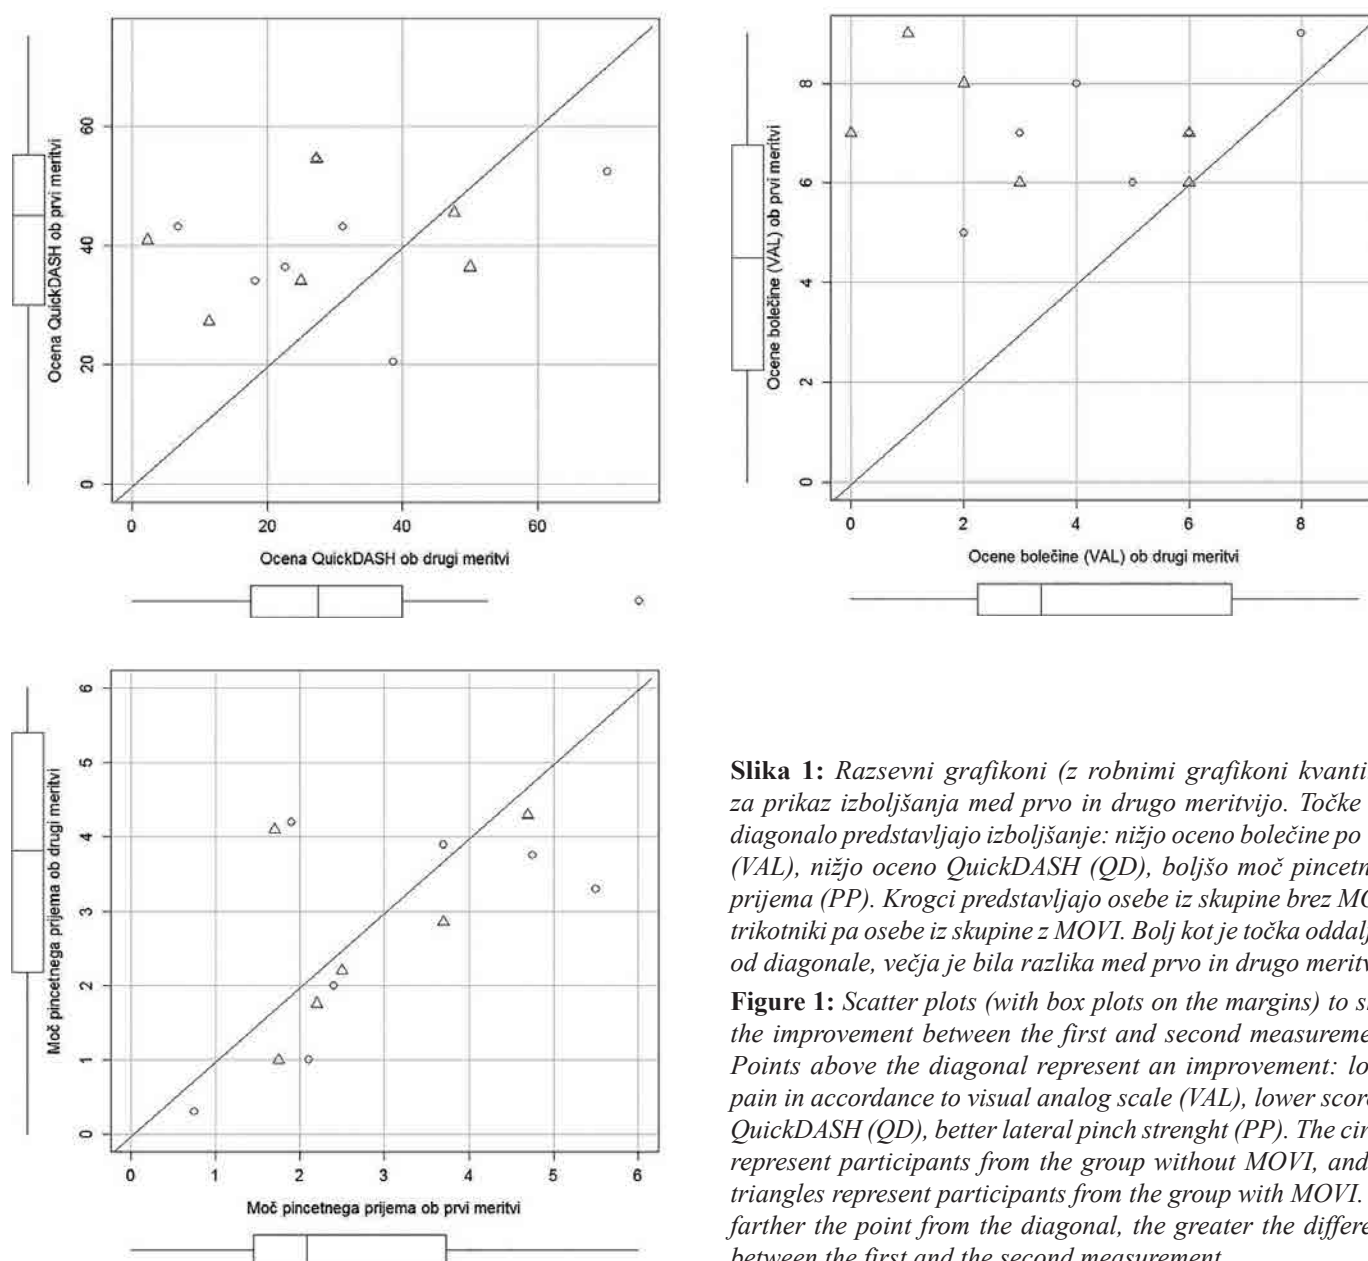 Ocena QuickDASH ob prvi meritvi
0
20
40
60
0
20
40
60
Ocena QuickDASH ob drugi meritvi
Ocene bolečine (VAL) ob prvi meritvi
0
2
4
6
8
0
2
4
6
8
Ocene bolečine (VAL) ob drugi meritvi
Moč pincetnega prijema ob drugi meritvi
0
1
2
3
4
5
6
0
1
2
3
4
5
6
Moč pincetnega prijema ob prvi meritvi
Slika 1: Razsevni grafikoni (z robnimi grafikoni kvanti
za prikaz izboljšanja med prvo in drugo meritvijo. Točke
diagonalo predstavljajo izboljšanje: nižjo oceno bolečine po
(VAL), nižjo oceno QuickDASH (QD), boljšo moč pincetn
prijema (PP). Krogci predstavljajo osebe iz skupine brez MO
trikotniki pa osebe iz skupine z MOVI. Bolj kot je točka oddalj
od diagonale, večja je bila razlika med prvo in drugo meritv
Figure 1: Scatter plots (with box plots on the margins) to s
the improvement between the first and second measureme
Points above the diagonal represent an improvement: lo
pain in accordance to visual analog scale (VAL), lower score
QuickDASH (QD), better lateral pinch strenght (PP). The cir
represent participants from the group without MOVI, and
triangles represent participants from the group with MOVI.
farther the point from the diagonal, the greater the differe
between the first and the second measurement